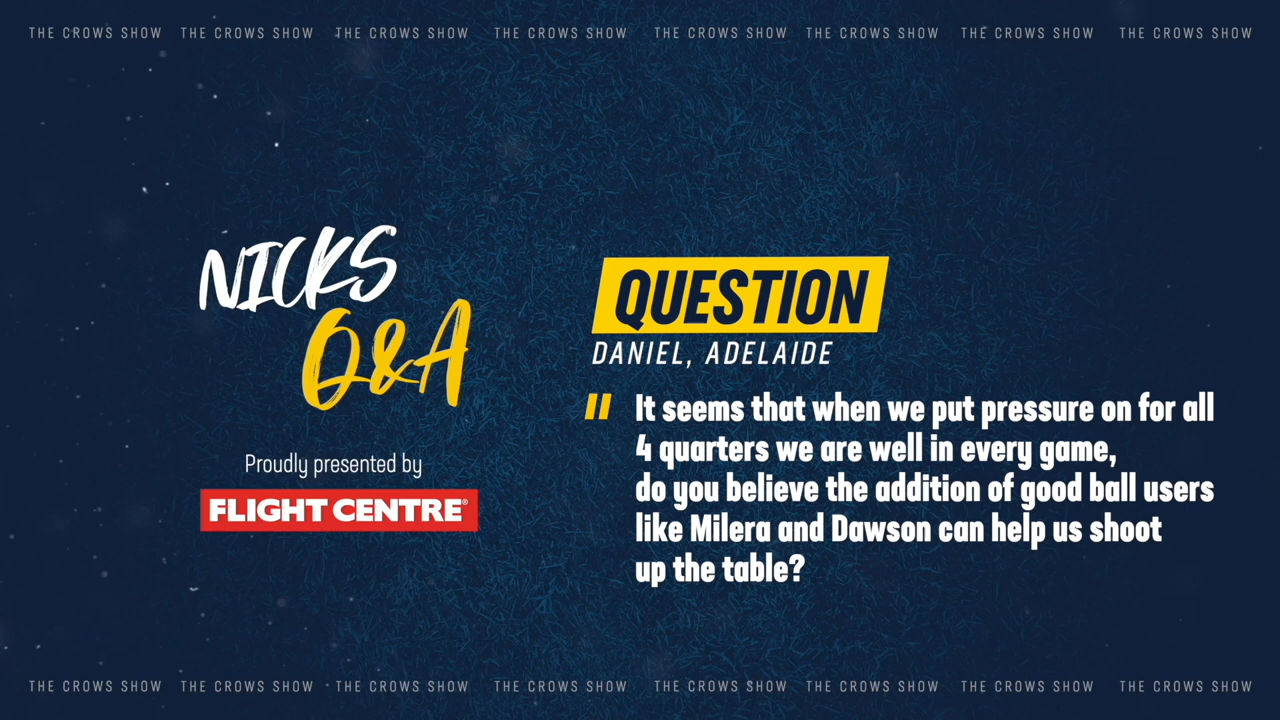 THE CROWS SHOW THE CROWS SHOW THE CROWS SHOW THE CROWS SHOW THE CROWS SHOW THE CROWS SHOW THE CROWS SHOW THE CROWS SHOW
NICKS
Q&A
Proudly presented by
FLIGHT CENTRE®
QUESTION
DANIEL, ADELAIDE
" It seems that when we put pressure on for all
4 quarters we are well in every game,
do you believe the addition of good ball users
like Milera and Dawson can help us shoot
up the table?
THE CROWS SHOW THE CROWS SHOW THE CROWS SHOW THE CROWS SHOW THE CROWS SHOW THE CROWS SHOW THE CROWS SHOW THE CROWS SHOW